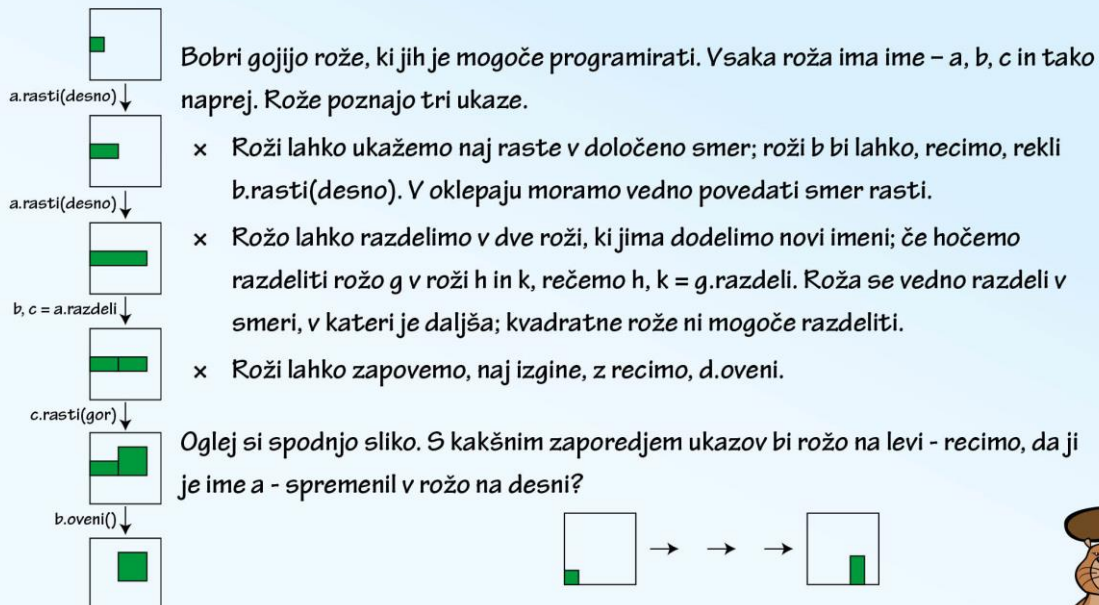 Bobri gojijo rože, ki jih je mogoče programirati. Vsaka roža ima ime – a, b, c in tako
naprej. Rože poznajo tri ukaze.
× Roži lahko ukažemo naj raste v določeno smer; roži b bi lahko, recimo, rekli
b.rasti(desno). V oklepaju moramo vedno povedati smer rasti.
× Rožo lahko razdelimo v dve roži, ki jima dodelimo novi imeni; če hočemo
razdeliti rožo g v roži h in k, rečemo h, k = g.razdeli. Roža se vedno razdeli v
smeri, v kateri je daljša; kvadratne rože ni mogoče razdeliti.
× Roži lahko zapovemo, naj izgine, z recimo, d.oveni.
Oglej si spodnjo sliko. S kakšnim zaporedjem ukazov bi rožo na levi - recimo, da ji
je ime a - spremenil v rožo na desni?
a.rasti(desno)
a.rasti(desno)
b, c = a.razdeli
c.rasti(gor)
b.oveni()